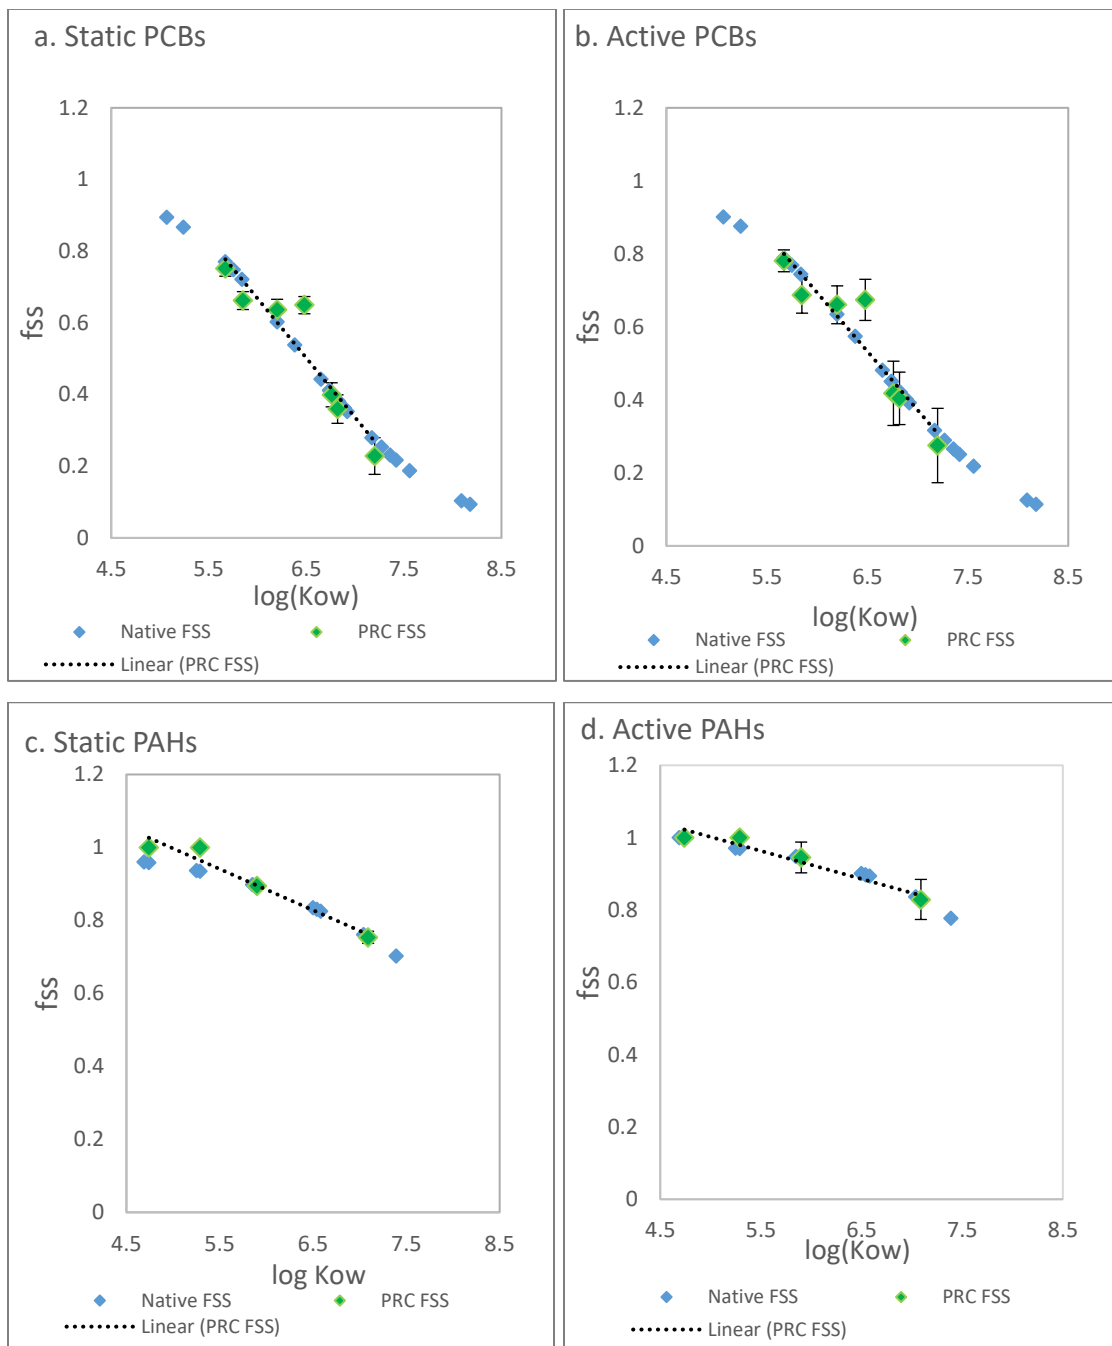 a. Static PCBs
1.2
1
0.8
0.6
0.4
0.2
0
fss
4.5 5.5 6.5 7.5 8.5
log(Kow)
Native FSS PRC FSS
Linear (PRC FSS)
b. Active PCBs
1.2
1
0.8
0.6
0.4
0.2
0
fss
4.5 5.5 6.5 7.5 8.5
log(Kow)
Native FSS PRC FSS
Linear (PRC FSS)
c. Static PAHs
1.2
1
0.8
0.6
0.4
0.2
0
fss
4.5 5.5 6.5 7.5 8.5
log Kow
Native FSS PRC FSS
Linear (PRC FSS)
d. Active PAHs
1.2
1
0.8
0.6
0.4
0.2
0
fss
4.5 5.5 6.5 7.5 8.5
log(Kow)
Native FSS PRC FSS
Linear (PRC FSS)